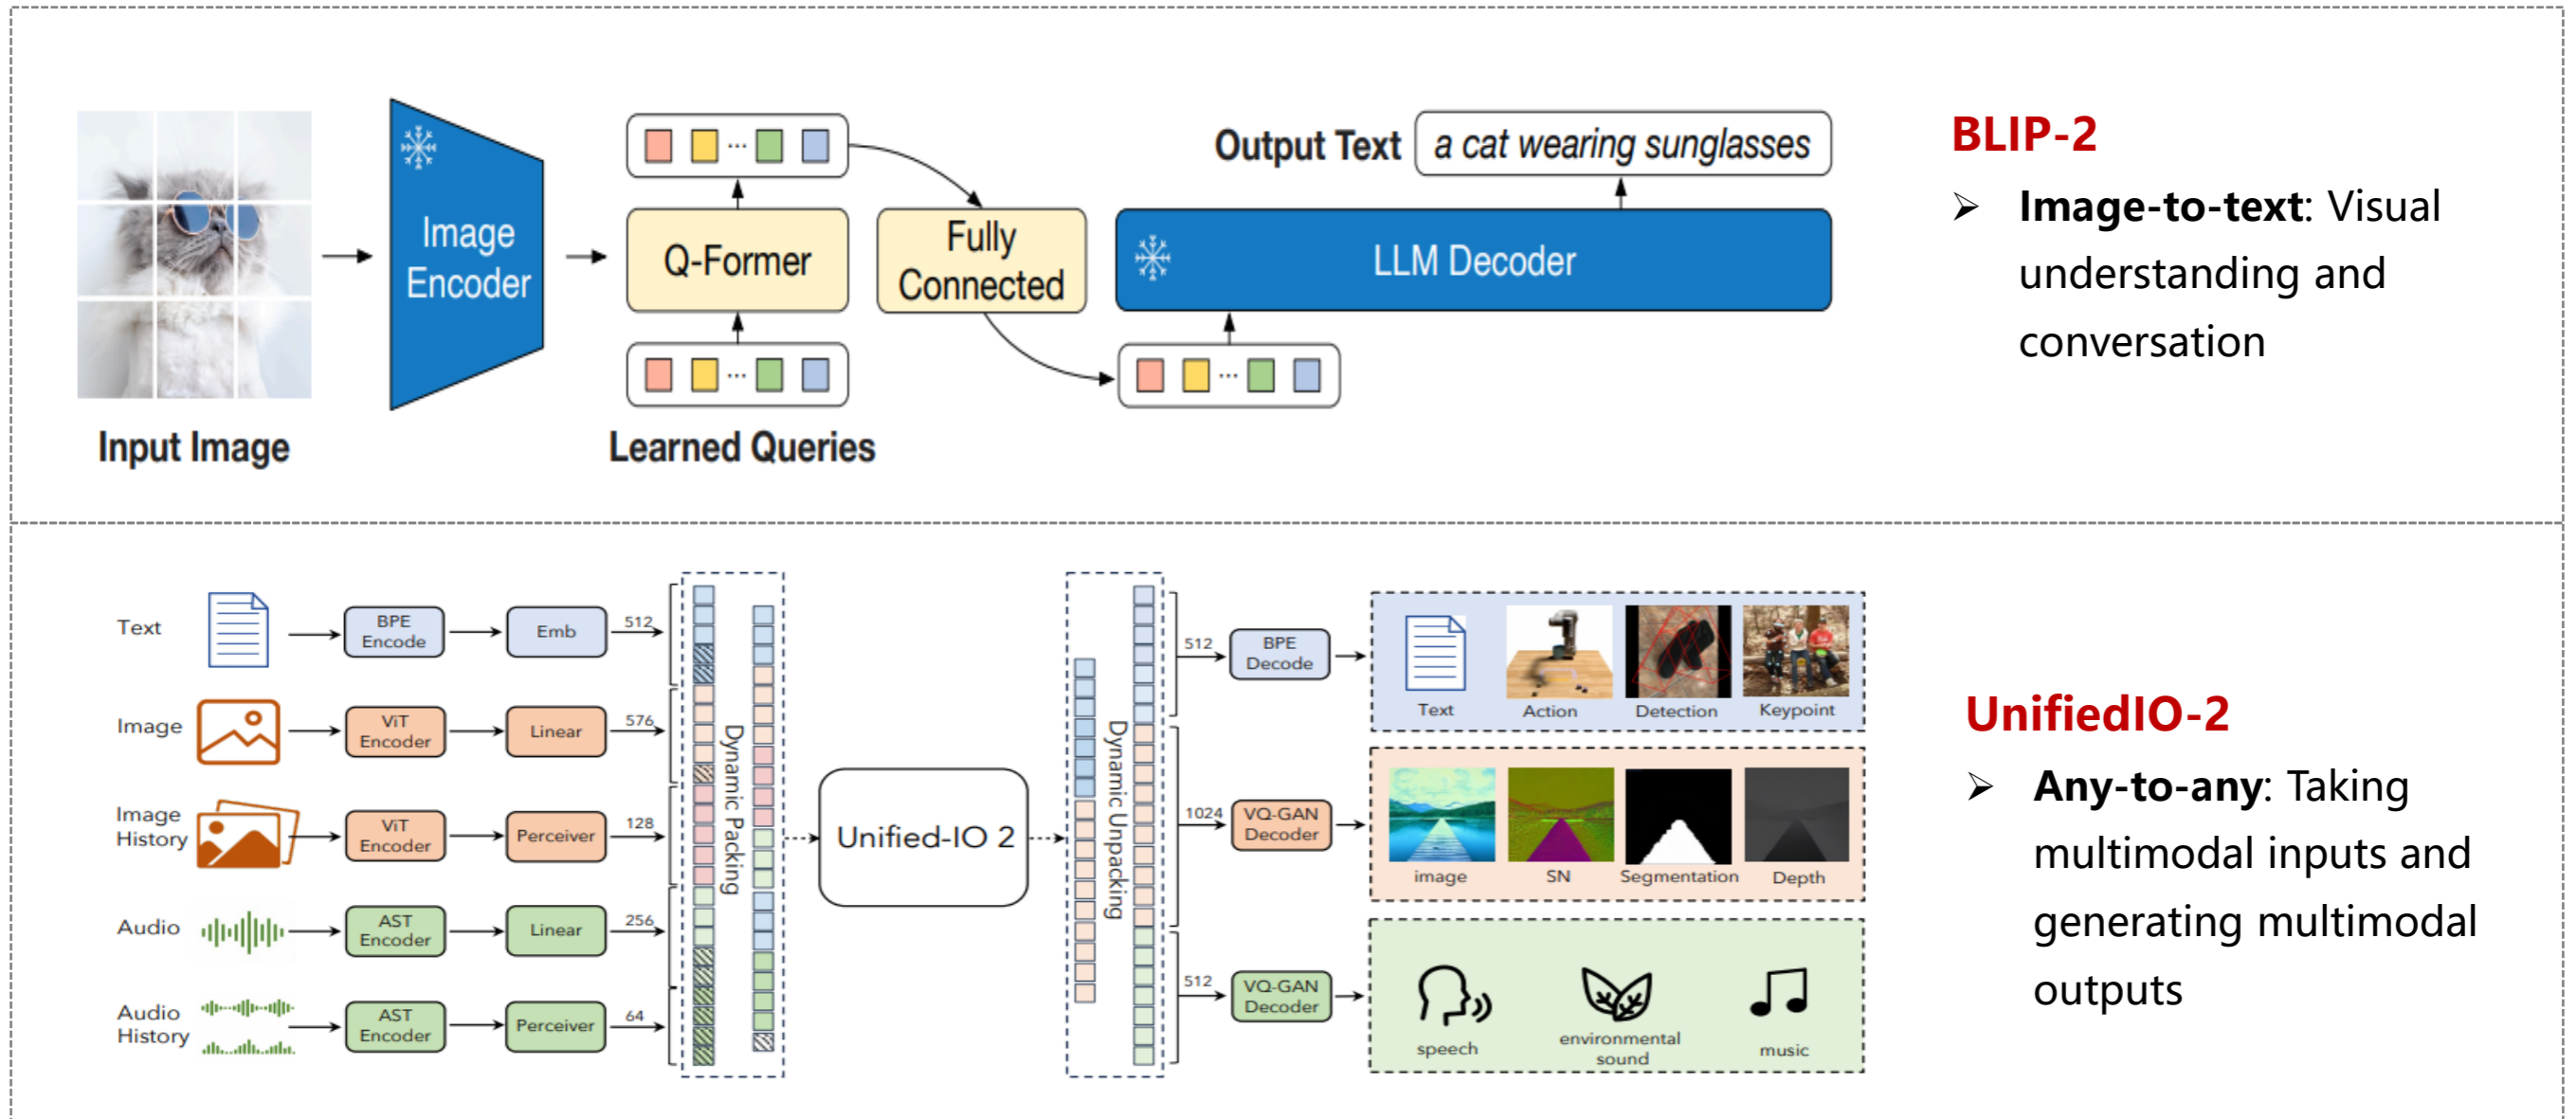 Input Image
Image
Encoder
Q-Former
Learned Queries
Fully
Connected
Output Text
a cat wearing sunglasses
LLM Decoder
BLIP-2
➢ Image-to-text: Visual
understanding and
conversation
Text
BPE
Encode
Emb
512
Image
ViT
Encoder
Linear
576
Image
History
ViT
Encoder
Perceiver
128
Audio
AST
Encoder
Linear
256
Audio
History
AST
Encoder
Perceiver
64
Dynamic Packing
Unified-IO 2
Dynamic Unpacking
512
BPE
Decode
Text
Action
Detection
Keypoint
1024
VQ-GAN
Decoder
image
SN
Segmentation
Depth
512
VQ-GAN
Decoder
speech
environmental
sound
music
UnifiedIO-2
➢ Any-to-any: Taking
multimodal inputs and
generating multimodal
outputs